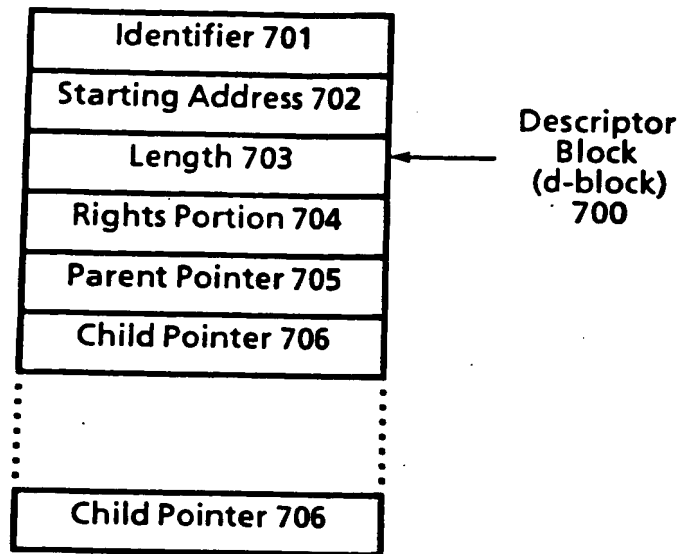 Identifier 701
Starting Address 702
Length 703
Rights Portion 704
Parent Pointer 705
Child Pointer 706
Child Pointer 706
Descriptor
Block
(d-block)
700